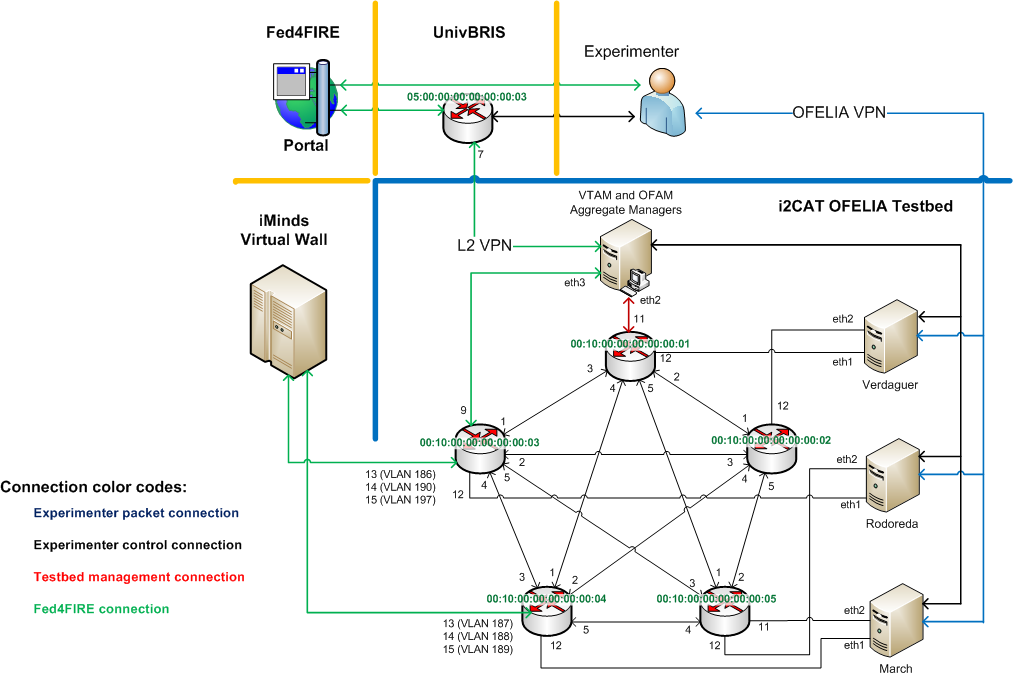 Fed4FIRE
UnivBRIS
Experimenter
05:00:00:00:00:00:00:03
OFELIA VPN
Portal
7
VTAM and OFAM
Aggregate Managers
i2CAT OFELIA Testbed
iMinds
Virtual Wall
L2 VPN
eth3
eth2
11
eth2
00:10:00:00:00:00:00:01
12
eth1
3
4
5
2
Verdaguer
9
1
1
12
00:10:00:00:00:00:00:03
00:10:00:00:00:00:00:02
2
3
eth2
13 (VLAN 186)
14 (VLAN 190)
15 (VLAN 197)
4
5
4
5
12
eth1
Connection color codes:
Rodoreda
Experimenter packet connection
Experimenter control connection
Testbed management connection
Fed4FIRE connection
3
1
2
3
1
2
00:10:00:00:00:00:00:04
00:10:00:00:00:00:00:05
eth2
13 (VLAN 187)
14 (VLAN 188)
15 (VLAN 189)
5
4
11
12
12
eth1
March